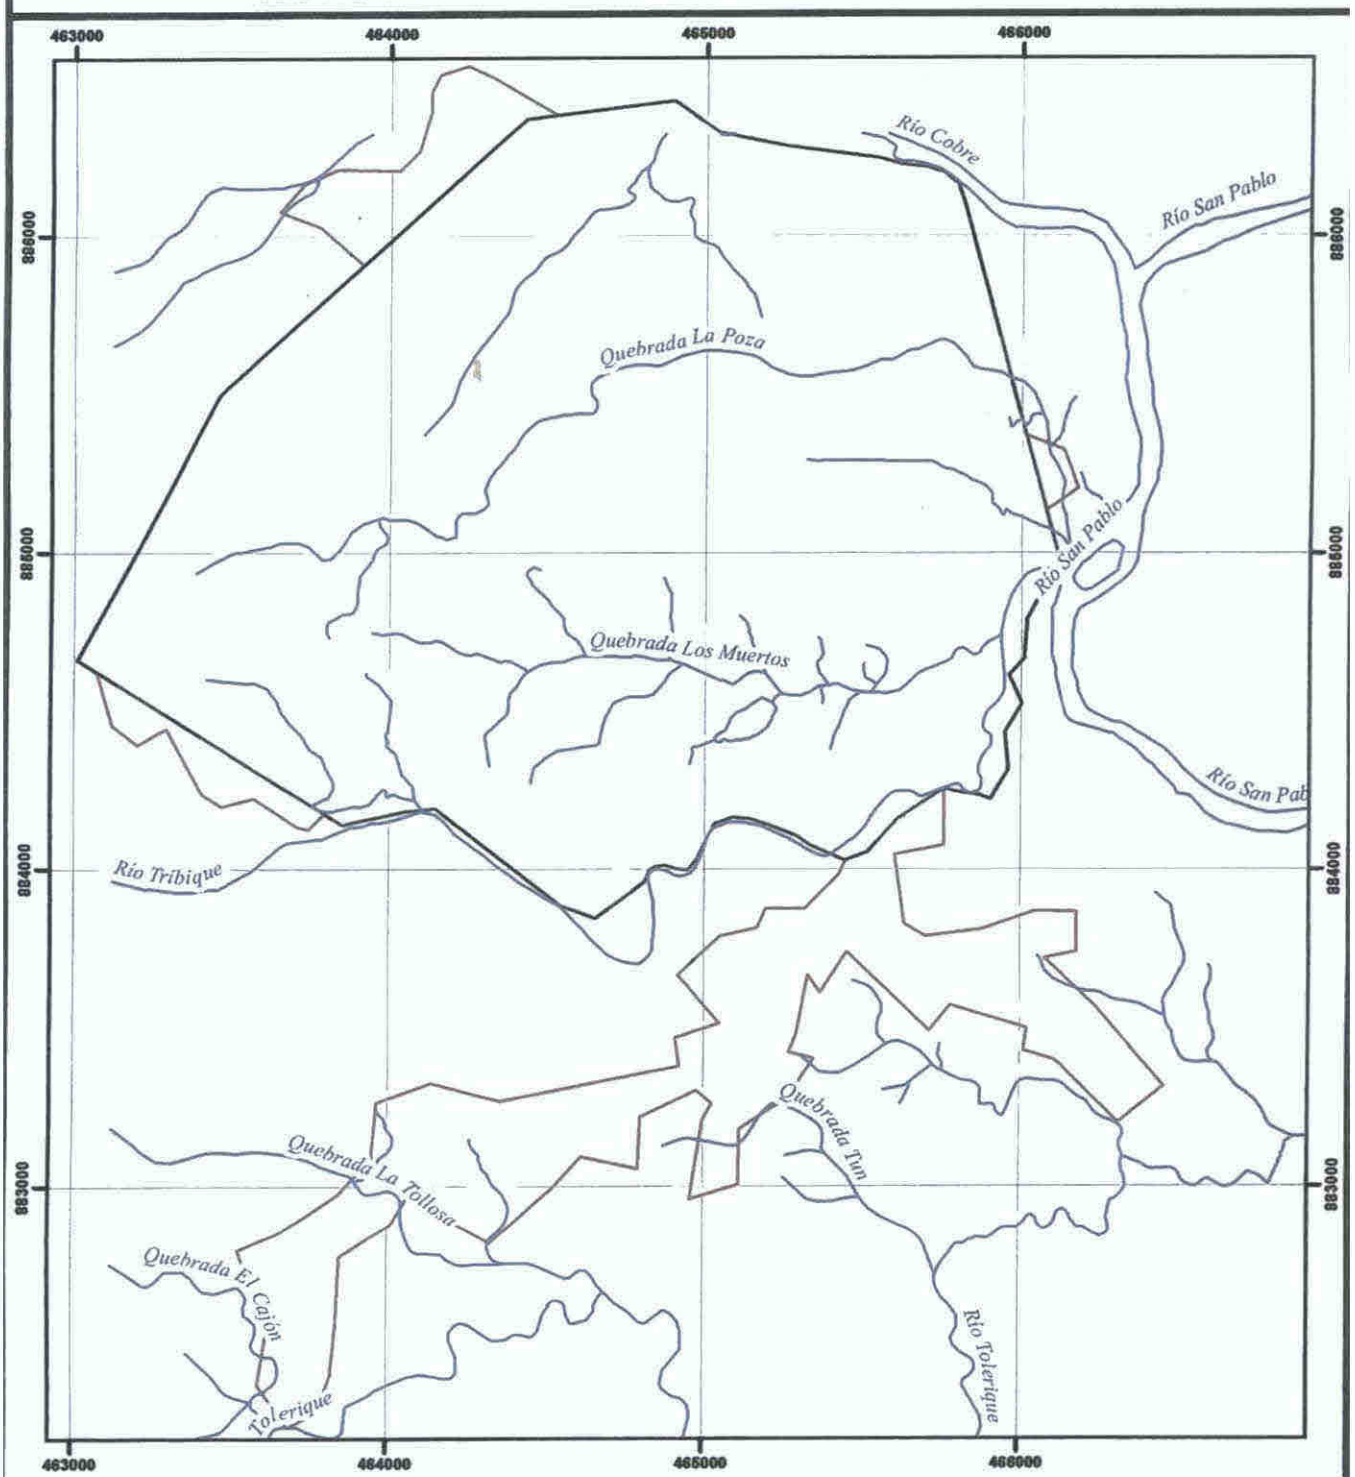 463000 464000 465000 466000
Río Cobre
Río San Pablo
886000 886000
Quebrada La Poza
Río San Pablo
885000 885000
Quebrada Los Muertos
Río San Pab
Río Tribique
884000 884000
Quebrada Tun
Quebrada La Tollosa
883000 883000
Quebrada El Cajón
Río Tolerique
Tolerique
463000 464000 465000 466000